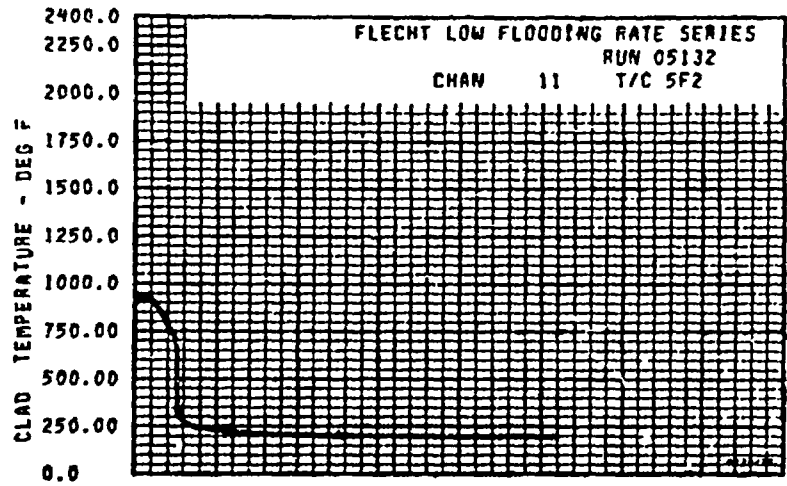 FLECHT LOW FLOODING RATE SERIES
RUN 05132
CHAN 11 T/C 5F2
CLAD TEMPERATURE - DEG F
2400.0
2250.0
2000.0
1750.0
1500.0
1250.0
1000.0
750.00
500.00
250.00
0.0